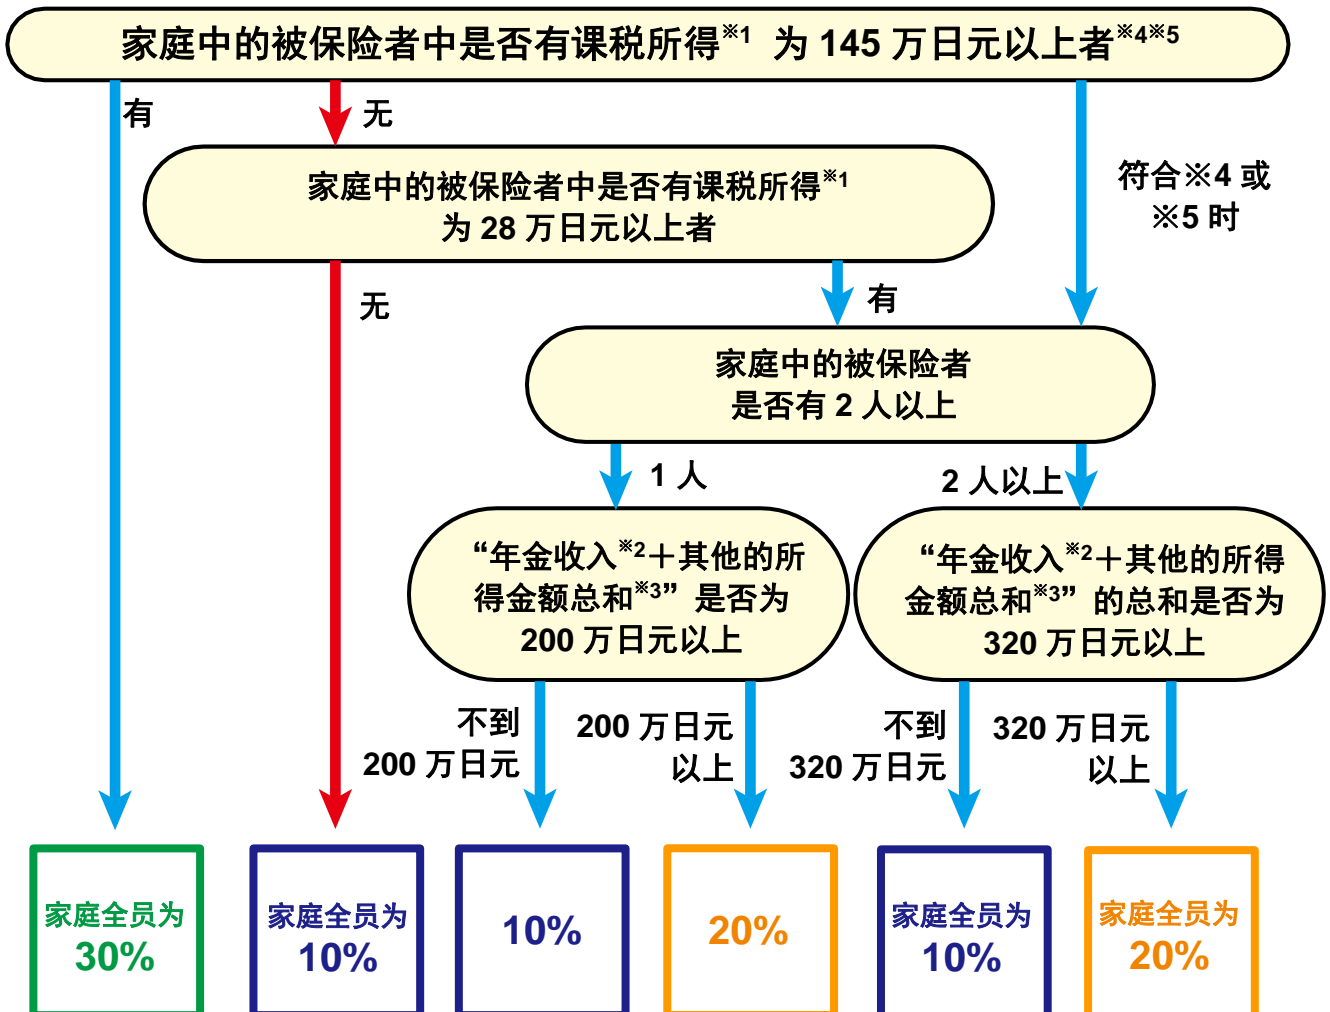 家庭中的被保险者中是否有课税所得※1 为 145 万日元以上者※4※5
有
无
符合※4 或
※5 时
家庭中的被保险者中是否有课税所得※1
为 28 万日元以上者
无
有
家庭中的被保险者
是否有 2 人以上
1 人
2 人以上
“年金收入※2＋其他的所
得金额总和※3” 是否为
200 万日元以上
“年金收入※2＋其他的所得
金额总和※3” 的总和是否为
320 万日元以上
不到
200 万日元
200 万日元
以上
不到
320 万日元
320 万日元
以上
家庭全员为
30%
家庭全员为
10%
10%
20%
家庭全员为
10%
家庭全员为
20%